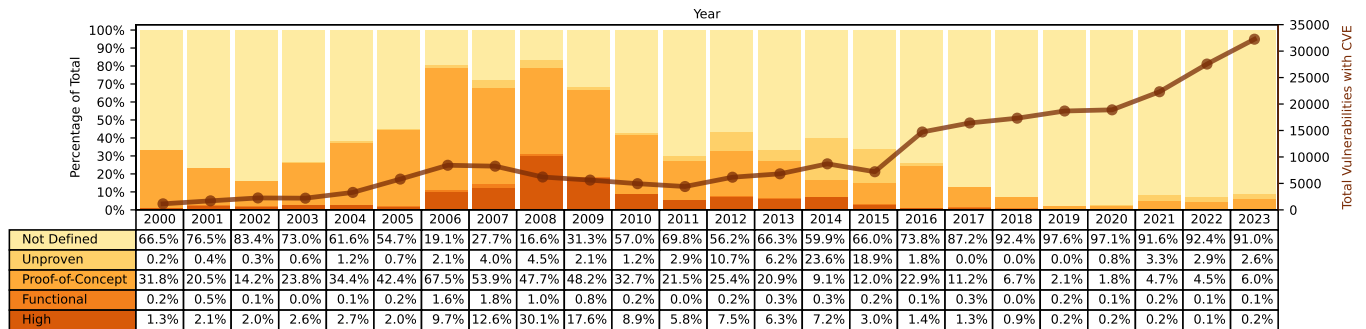 Year
100%
90%
80%
70%
60%
50%
40%
30%
20%
10%
0%
Percentage of Total
35000
30000
25000
20000
15000
10000
5000
0
Total Vulnerabilities with CVE
2000 2001 2002 2003 2004 2005 2006 2007 2008 2009 2010 2011 2012 2013 2014 2015 2016 2017 2018 2019 2020 2021 2022 2023
Not Defined 66.5% 76.5% 83.4% 73.0% 61.6% 54.7% 19.1% 27.7% 16.6% 31.3% 57.0% 69.8% 56.2% 66.3% 59.9% 66.0% 73.8% 87.2% 92.4% 97.6% 97.1% 91.6% 92.4% 91.0%
Unproven 0.2% 0.4% 0.3% 0.6% 1.2% 0.7% 2.1% 4.0% 4.5% 2.1% 1.2% 2.9% 10.7% 6.2% 23.6% 18.9% 1.8% 0.0% 0.0% 0.0% 0.8% 3.3% 2.9% 2.6%
Proof-of-Concept 31.8% 20.5% 14.2% 23.8% 34.4% 42.4% 67.5% 53.9% 47.7% 48.2% 32.7% 21.5% 25.4% 20.9% 9.1% 12.0% 22.9% 11.2% 6.7% 2.1% 1.8% 4.7% 4.5% 6.0%
Functional 0.2% 0.5% 0.1% 0.0% 0.1% 0.2% 1.6% 1.8% 1.0% 0.8% 0.2% 0.0% 0.2% 0.3% 0.3% 0.2% 0.1% 0.3% 0.0% 0.2% 0.1% 0.2% 0.1% 0.1%
High 1.3% 2.1% 2.0% 2.6% 2.7% 2.0% 9.7% 12.6% 30.1% 17.6% 8.9% 5.8% 7.5% 6.3% 7.2% 3.0% 1.4% 1.3% 0.9% 0.2% 0.2% 0.2% 0.1% 0.2%